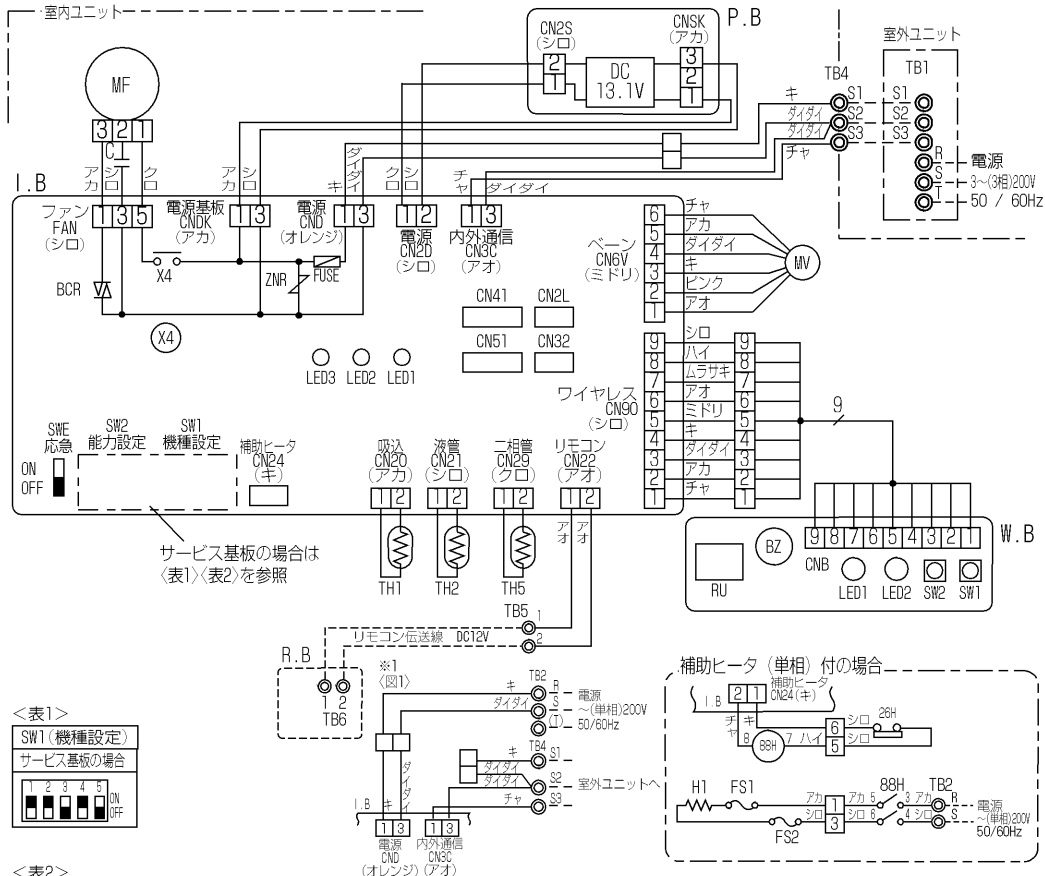 室内ユニット
MF
3 2 1
C
アカ シロ クロ
アカ シロ
キ ダイダイ
クロ シロ
チャ ダイダイ
P.B
CN2S
(シロ)
2
1
DC
13.1V
CNSK
(アカ)
3
2
1
室外ユニット
TB4
TB1
キ S1 S1
ダイダイ S2 S2
ダイダイ S3 S3
チャ
R
S
T
電源
3~(3相)200V
50 / 60Hz
I.B
ファン
FAN
(シロ)
1 3 5
電源基板
CNDK
(アカ)
1 3
電源
CND
(オレンジ)
1 3
1 2
電源
CN2D
(シロ)
1 3
内外通信
CN3C
(アオ)
X4
BCR
ZNR
FUSE
X4
CN41
CN2L
CN51
CN32
LED3 LED2 LED1
ベーン
CN6V
(ミドリ)
6 チャ
5 アカ
4 ダイダイ
3 キ
2 ピンク
1 アオ
MV
ワイヤレス
CN90
(シロ)
9 シロ 9
8 ハイ 8
7 ムラサキ 7
6 アオ 6
5 ミドリ 5
4 キ 4
3 ダイダイ 3
2 アカ 2
1 チャ 1
9
SWE
応急
ON
OFF
SW2
能力設定
SW1
機種設定
補助ヒータ
CN24
(キ)
吸込
CN20
(アカ)
1 2
液管
CN21
(シロ)
1 2
二相管
CN29
(クロ)
1 2
リモコン
CN22
(アオ)
1 2
アオ アオ
サービス基板の場合は
〈表1〉〈表2〉を参照
TH1
TH2
TH5
W.B
BZ
RU
9 8 7 6 5 4 3 2 1
CNB
LED1 LED2 SW2 SW1
TB5
1
2
リモコン伝送線 DC12V
R.B
1 2
TB6
※1
〈図1〉
TB2
キ R
ダイダイ S
(T)
電源
~(単相)200V
50/60Hz
TB4
キ S1
ダイダイ
ダイダイ S2
チャ S3
室外ユニットへ
キ ダイダイ
I.B
1 3
電源
CND
(オレンジ)
1 3
内外通信
CN3C
(アオ)
補助ヒータ (単相) 付の場合
I.B
2 1
補助ヒータ
CN24(キ)
チャ キ
8 88H 7 ハイ
6 シロ
5 シロ
26H
H1
FS1
FS2
1
3
アカ アカ 5 3 アカ
シロ シロ 6 4 シロ
88H
TB2
R
S
電源
~(単相)200V
50/60Hz
<表1>
SW1(機種設定)
サービス基板の場合
1 2 3 4 5
ON
OFF
<表2>